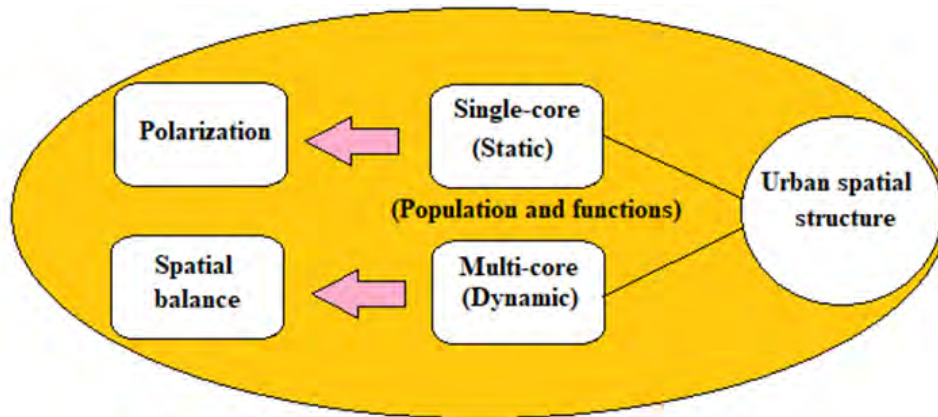 Polarization
Single-core
(Static)
Urban spatial
structure
(Population and functions)
Spatial
balance
Multi-core
(Dynamic)